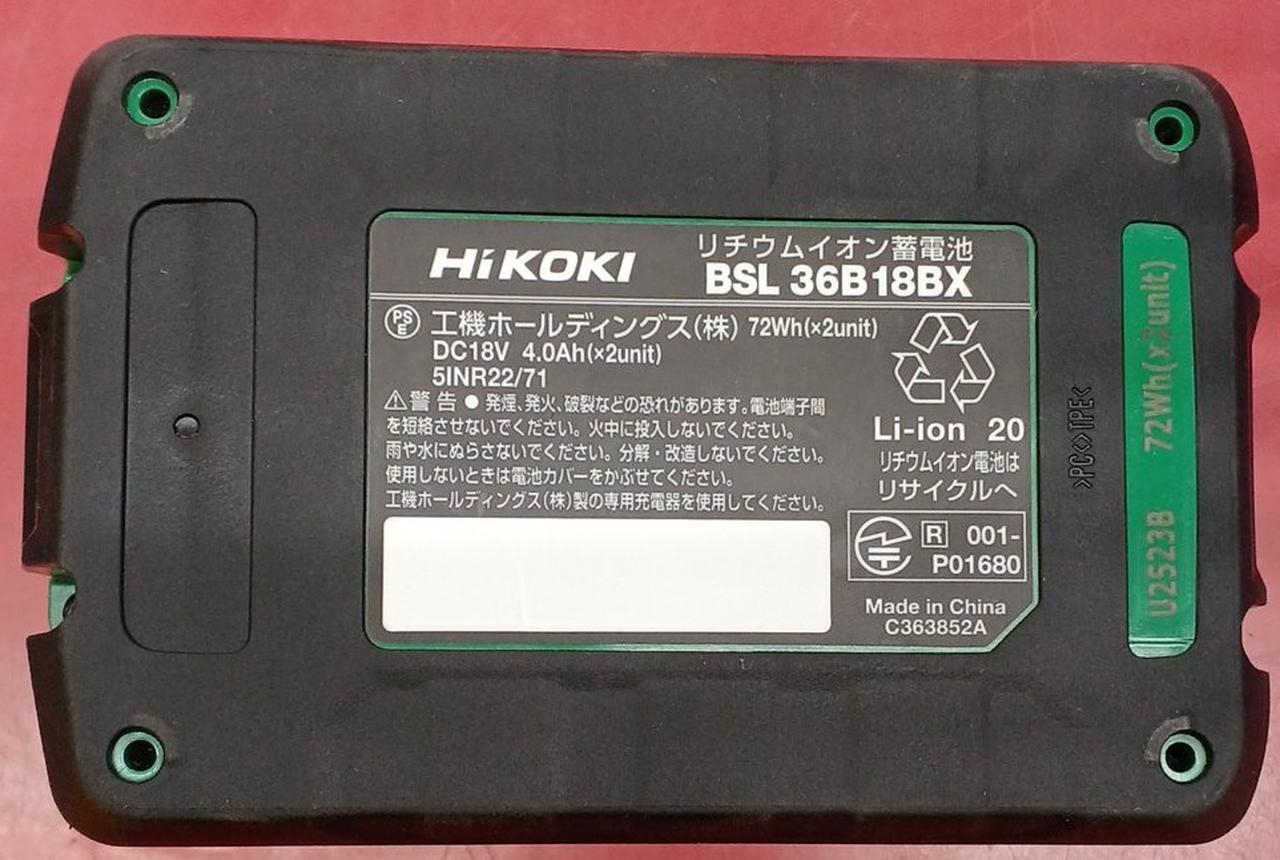 HiKOKI
リチウムイオン蓄電池
BSL 36B18BX
PS
E
工機ホールディングス(株) 72Wh(×2unit)
DC18V 4.0Ah(×2unit)
5INR22/71
⚠警告 ● 発煙、発火、破裂などの恐れがあります。電池端子間
を短絡させないでください。火中に投入しないでください。
雨や水にぬらさないでください。分解・改造しないでください。
使用しないときは電池カバーをかぶせてください。
工機ホールディングス(株)製の専用充電器を使用してください。
Li-ion 20
リチウムイオン電池は
リサイクルへ
R 001-
P01680
Made in China
C363852A
>PC<>TPE<
U2523B 72Wh(x2unit)